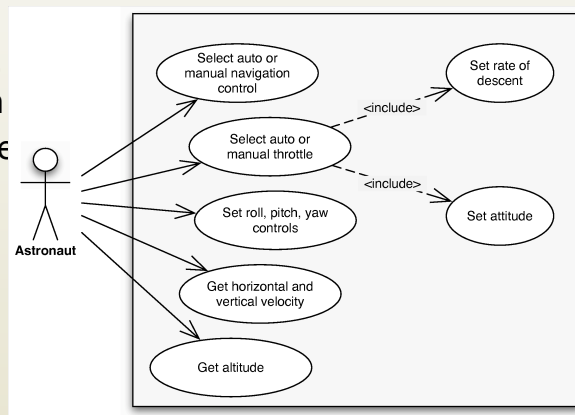 Select auto or
manual navigation
control
Set rate of
descent
<include>
Select auto or
manual throttle
<include>
Set attitude
Set roll, pitch, yaw
controls
Astronaut
Get horizontal and
vertical velocity
Get altitude